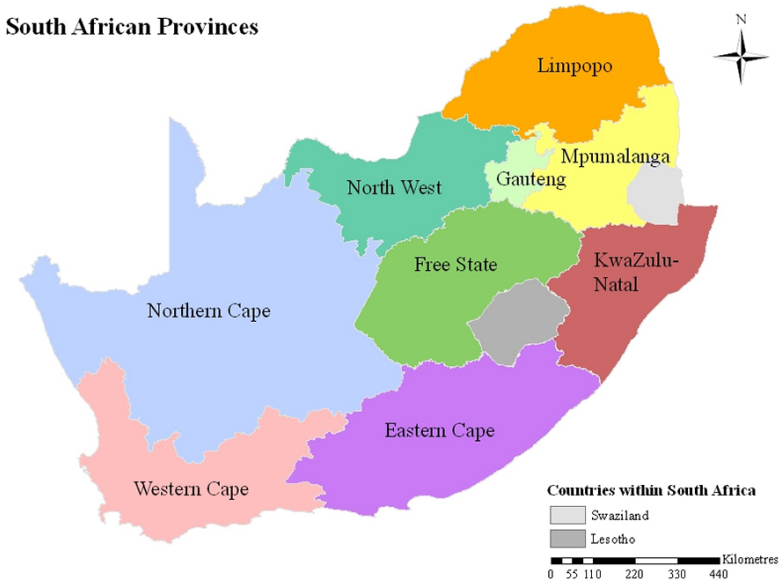 South African Provinces
N
Limpopo
Mpumalanga
Gauteng
North West
Free State
KwaZulu-
Natal
Northern Cape
Eastern Cape
Western Cape
Countries within South Africa
Swaziland
Lesotho
Kilometres
0 55 110 220 330 440